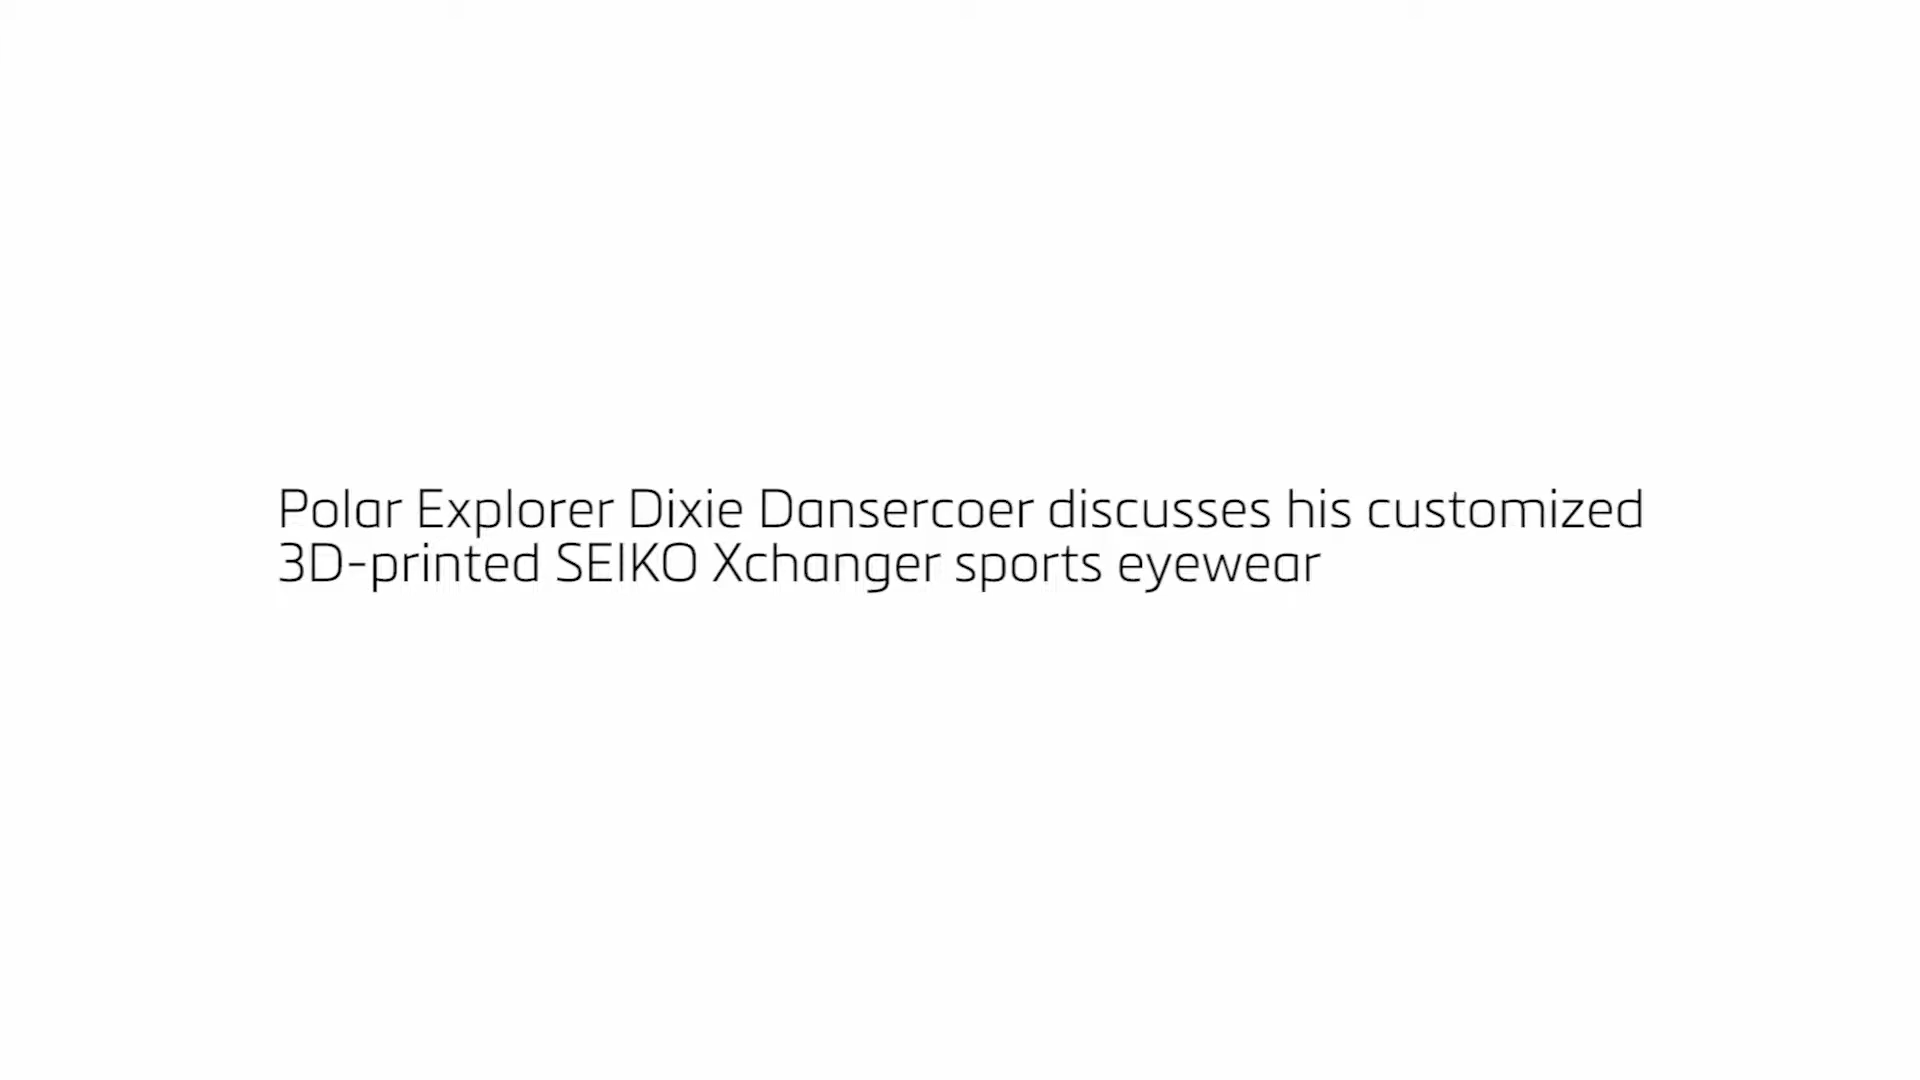 Polar Explorer Dixie Dansercoer discusses his customized
3D-printed SEIKO Xchanger sports eyewear